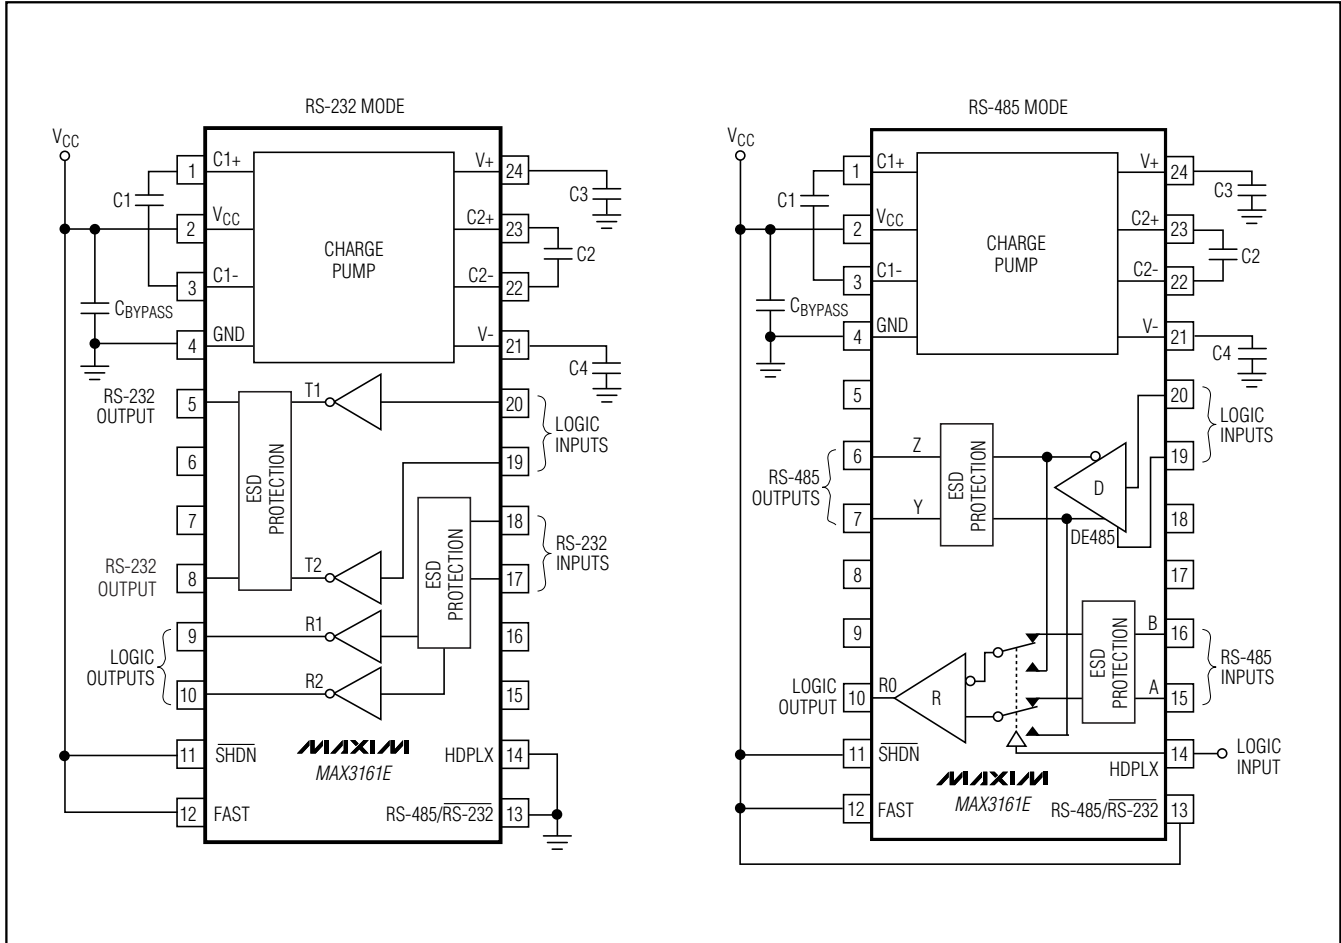 RS-232 MODE
VCC
C1
CBYPASS
1
2
3
4
5
6
7
8
9
10
11
12
C1+
VCC
C1-
GND
CHARGE
PUMP
V+
C2+
C2-
V-
24
23
22
21
20
19
18
17
16
15
14
13
C3
C2
C4
RS-232
OUTPUT
RS-232
OUTPUT
LOGIC
OUTPUTS
ESD
PROTECTION
T1
T2
R1
R2
ESD
PROTECTION
LOGIC
INPUTS
RS-232
INPUTS
SHDN
FAST
MAXIM
MAX3161E
HDPLX
RS-485/RS-232
RS-485 MODE
VCC
C1
CBYPASS
1
2
3
4
5
6
7
8
9
10
11
12
C1+
VCC
C1-
GND
CHARGE
PUMP
V+
C2+
C2-
V-
24
23
22
21
20
19
18
17
16
15
14
13
C3
C2
C4
RS-485
OUTPUTS
Z
Y
ESD
PROTECTION
D
DE485
LOGIC
INPUTS
B
A
ESD
PROTECTION
RS-485
INPUTS
LOGIC
OUTPUT
R0
R
SHDN
FAST
MAXIM
MAX3161E
HDPLX
RS-485/RS-232
LOGIC
INPUT